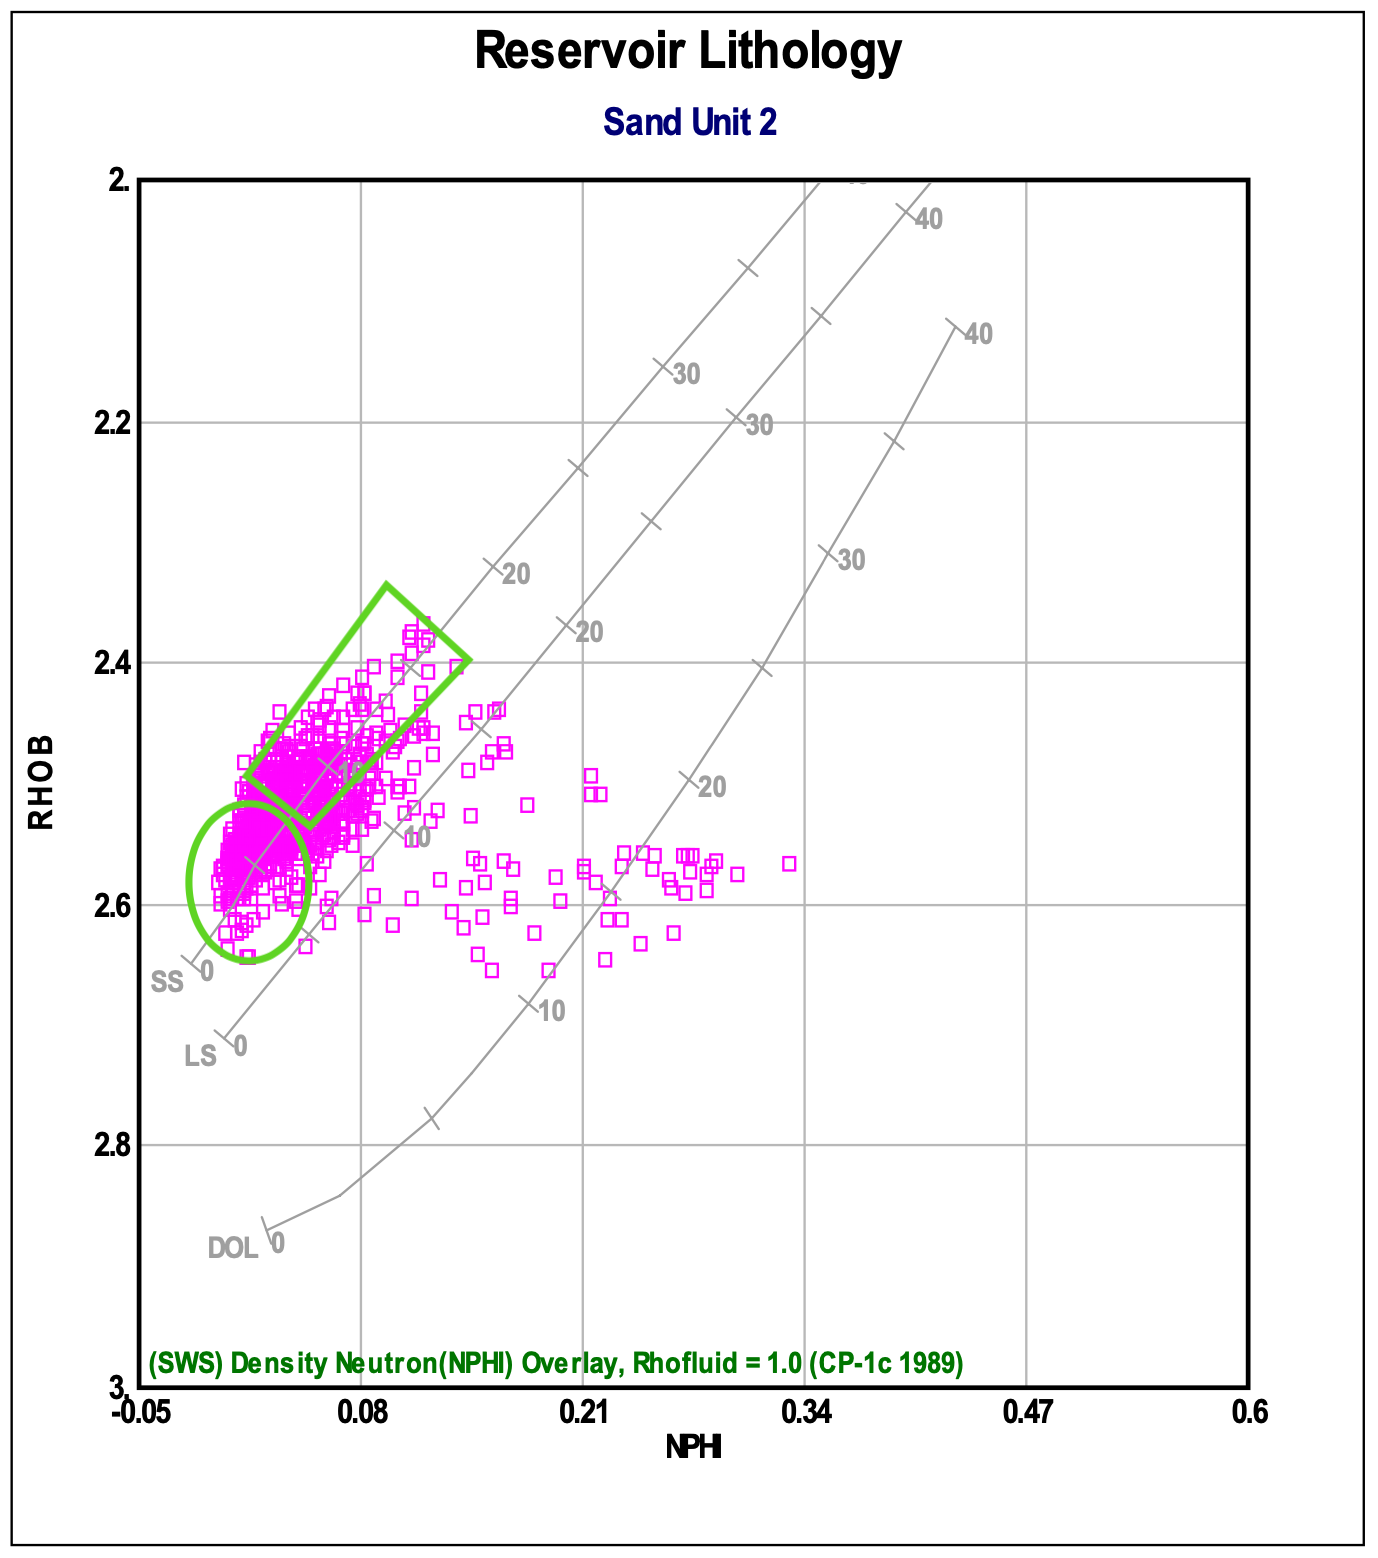 Reservoir Lithology
Sand Unit 2
2.
40
40
30
2.2
30
30
20
20
2.4
RHOB
10
20
10
2.6
SS 0
10
LS 0
2.8
DOL 0
(SWS) Density Neutron(NPHI) Overlay, Rhofluid = 1.0 (CP-1c 1989)
3.
-0.05 0.08 0.21 0.34 0.47 0.6
NPHI